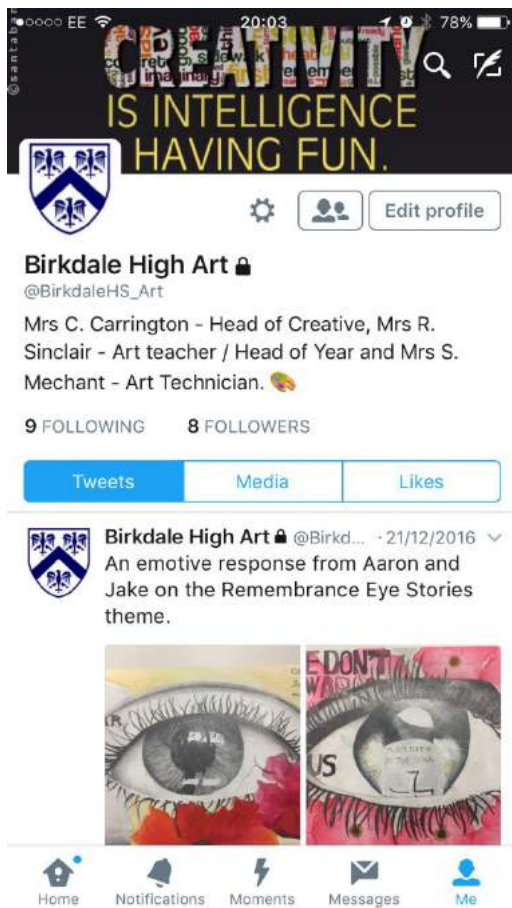 EE 20:03 78%
©santaban
CREATIVITY
IS INTELLIGENCE
HAVING FUN.
Edit profile
Birkdale High Art
@BirkdaleHS_Art
Mrs C. Carrington - Head of Creative, Mrs R.
Sinclair - Art teacher / Head of Year and Mrs S.
Mechant - Art Technician. 🎨
9 FOLLOWING 8 FOLLOWERS
Tweets Media Likes
Birkdale High Art @Birkd... · 21/12/2016
An emotive response from Aaron and
Jake on the Remembrance Eye Stories
theme.
E DON'T
WA
US
Home Notifications Moments Messages Me